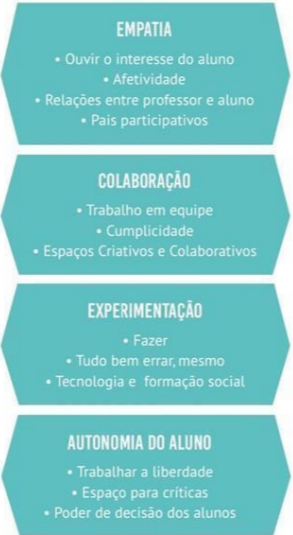 EMPATIA
• Ouvir o interesse do aluno
• Afetividade
• Relações entre professor e aluno
• Pais participativos
COLABORAÇÃO
• Trabalho em equipe
• Cumplicidade
• Espaços Criativos e Colaborativos
EXPERIMENTAÇÃO
• Fazer
• Tudo bem errar, mesmo
• Tecnologia e formação social
AUTONOMIA DO ALUNO
• Trabalhar a liberdade
• Espaço para críticas
• Poder de decisão dos alunos